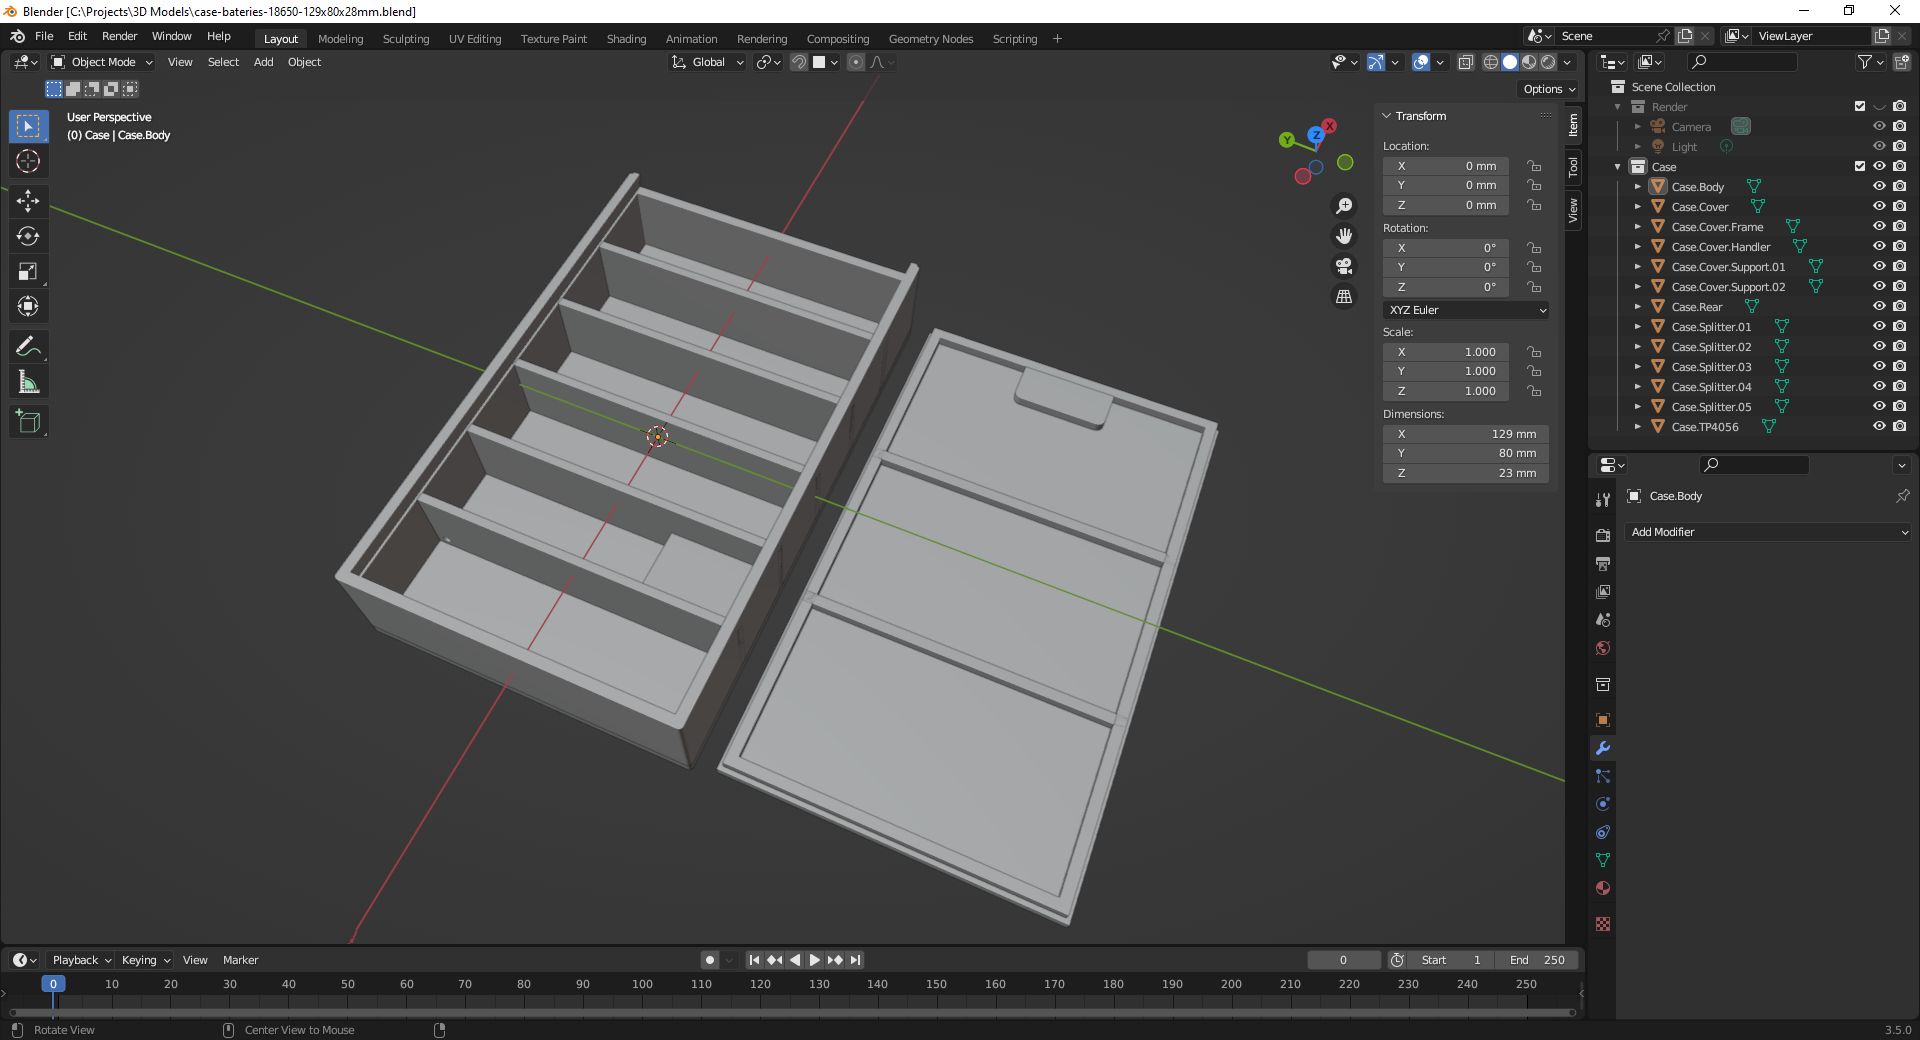 Blender [C:\Projects\3D Models\case-bateries-18650-129x80x28mm.blend]
File Edit Render Window Help Layout Modeling Sculpting UV Editing Texture Paint Shading Animation Rendering Compositing Geometry Nodes Scripting + Scene ViewLayer
Object Mode View Select Add Object Global
Options
User Perspective
(0) Case | Case.Body
X Y Z
Transform
Location:
X 0 mm
Y 0 mm
Z 0 mm
Rotation:
X 0°
Y 0°
Z 0°
XYZ Euler
Scale:
X 1.000
Y 1.000
Z 1.000
Dimensions:
X 129 mm
Y 80 mm
Z 23 mm
Item
Tool
View
Scene Collection
Render
Camera
Light
Case
Case.Body
Case.Cover
Case.Cover.Frame
Case.Cover.Handler
Case.Cover.Support.01
Case.Cover.Support.02
Case.Rear
Case.Splitter.01
Case.Splitter.02
Case.Splitter.03
Case.Splitter.04
Case.Splitter.05
Case.TP4056
Case.Body
Add Modifier
Playback Keying View Marker 0 Start 1 End 250
0 10 20 30 40 50 60 70 80 90 100 110 120 130 140 150 160 170 180 190 200 210 220 230 240 250
Rotate View Center View to Mouse 3.5.0